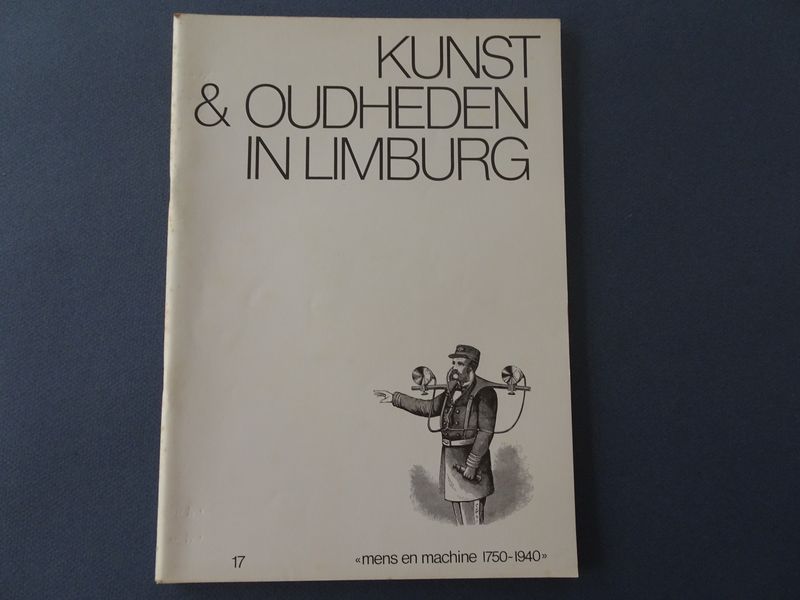 KUNST
& OUDHEDEN
IN LIMBURG
17 «mens en machine 1750-1940»